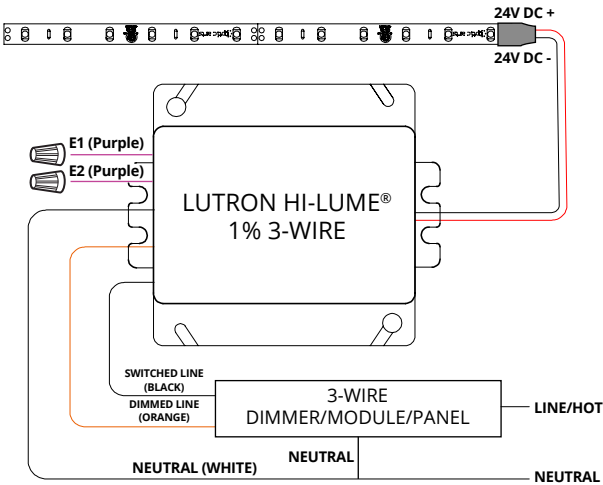 24V DC +
24V DC -
E1 (Purple)
E2 (Purple)
LUTRON HI-LUME®
1% 3-WIRE
SWITCHED LINE
(BLACK)
DIMMED LINE
(ORANGE)
3-WIRE
DIMMER/MODULE/PANEL
LINE/HOT
NEUTRAL
NEUTRAL (WHITE)
NEUTRAL